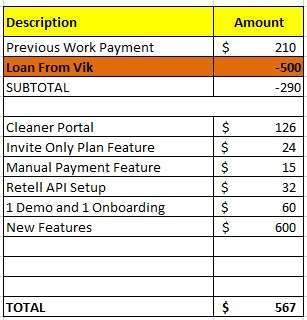 Description Amount
Previous Work Payment $ 210
Loan From Vik -500
SUBTOTAL -290
Cleaner Portal $ 126
Invite Only Plan Feature $ 24
Manual Payment Feature $ 15
Retell API Setup $ 32
1 Demo and 1 Onboarding $ 60
New Features $ 600
TOTAL $ 567